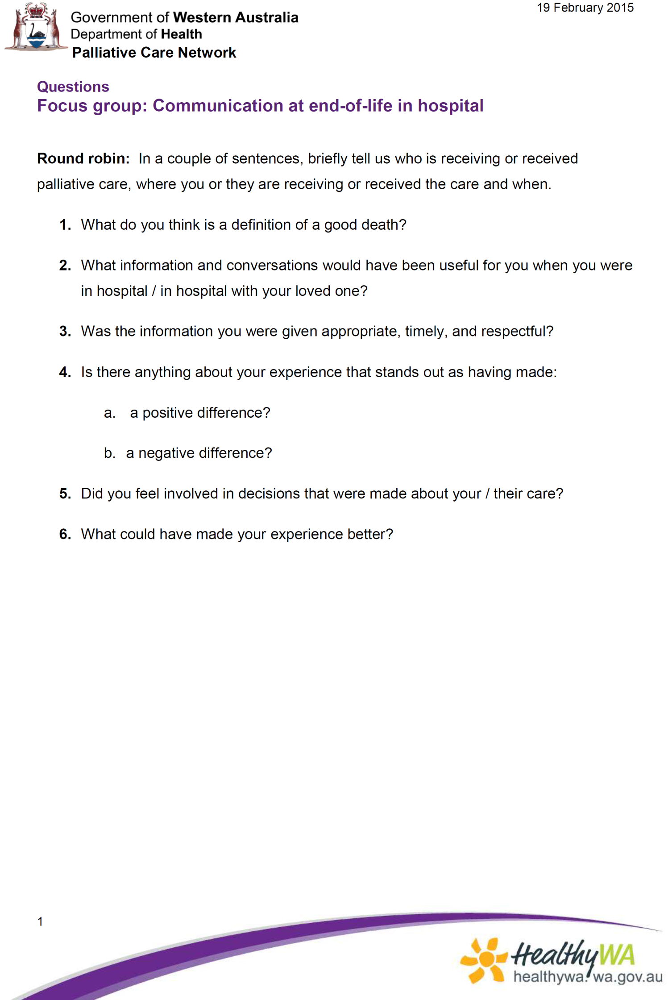 19 February 2015
Government of Western Australia
Department of Health
Palliative Care Network
Questions
Focus group: Communication at end-of-life in hospital
Round robin: In a couple of sentences, briefly tell us who is receiving or received
palliative care, where you or they are receiving or received the care and when.
1. What do you think is a definition of a good death?
2. What information and conversations would have been useful for you when you were
in hospital / in hospital with your loved one?
3. Was the information you were given appropriate, timely, and respectful?
4. Is there anything about your experience that stands out as having made:
a. a positive difference?
b. a negative difference?
5. Did you feel involved in decisions that were made about your / their care?
6. What could have made your experience better?
1
HealthyWA
healthywa.wa.gov.au